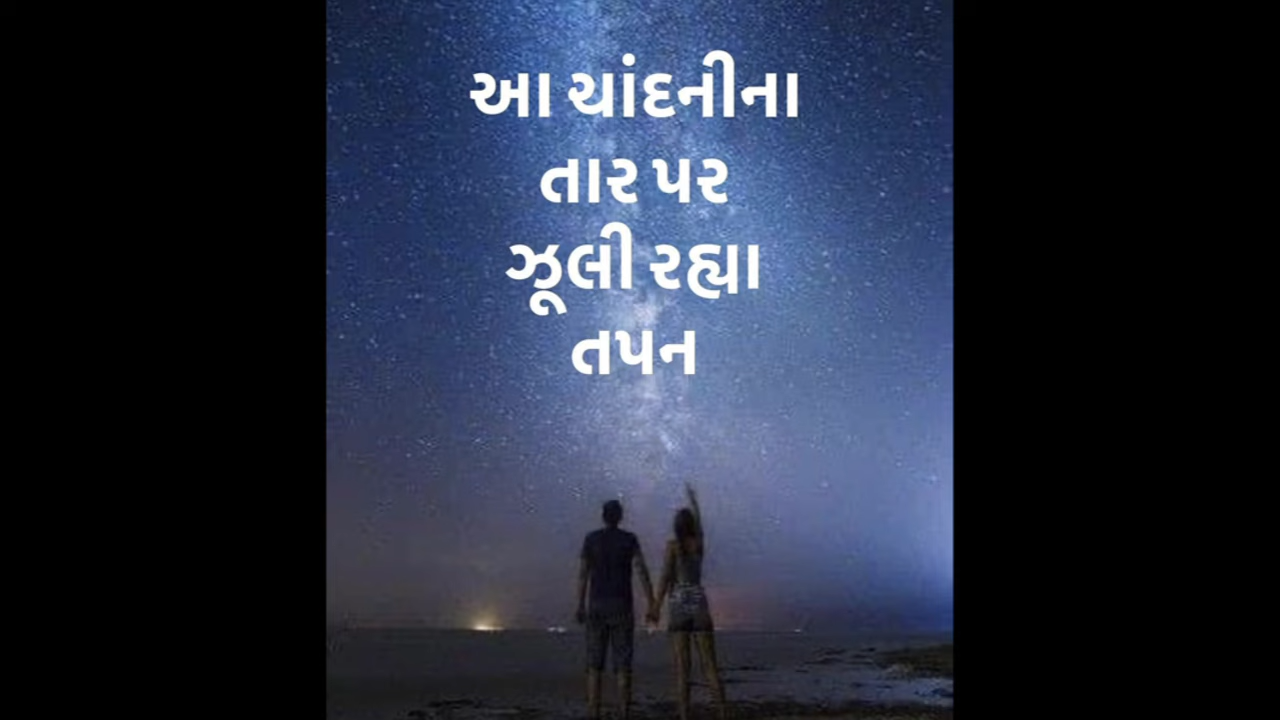 આ ચાંદનીના
તાર પર
ઝૂલી રહ્યા
તપન